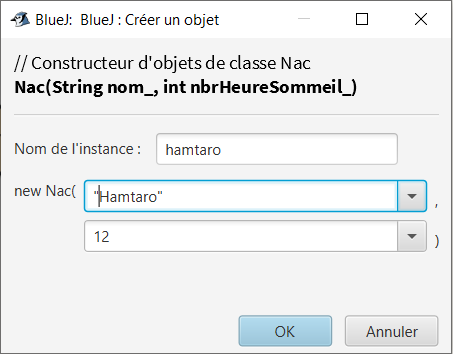 BlueJ: BlueJ : Créer un objet
// Constructeur d'objets de classe Nac
Nac(String nom_, int nbrHeureSommeil_)
Nom de l'instance : hamtaro
new Nac( "Hamtaro" ,
12 )
OK Annuler